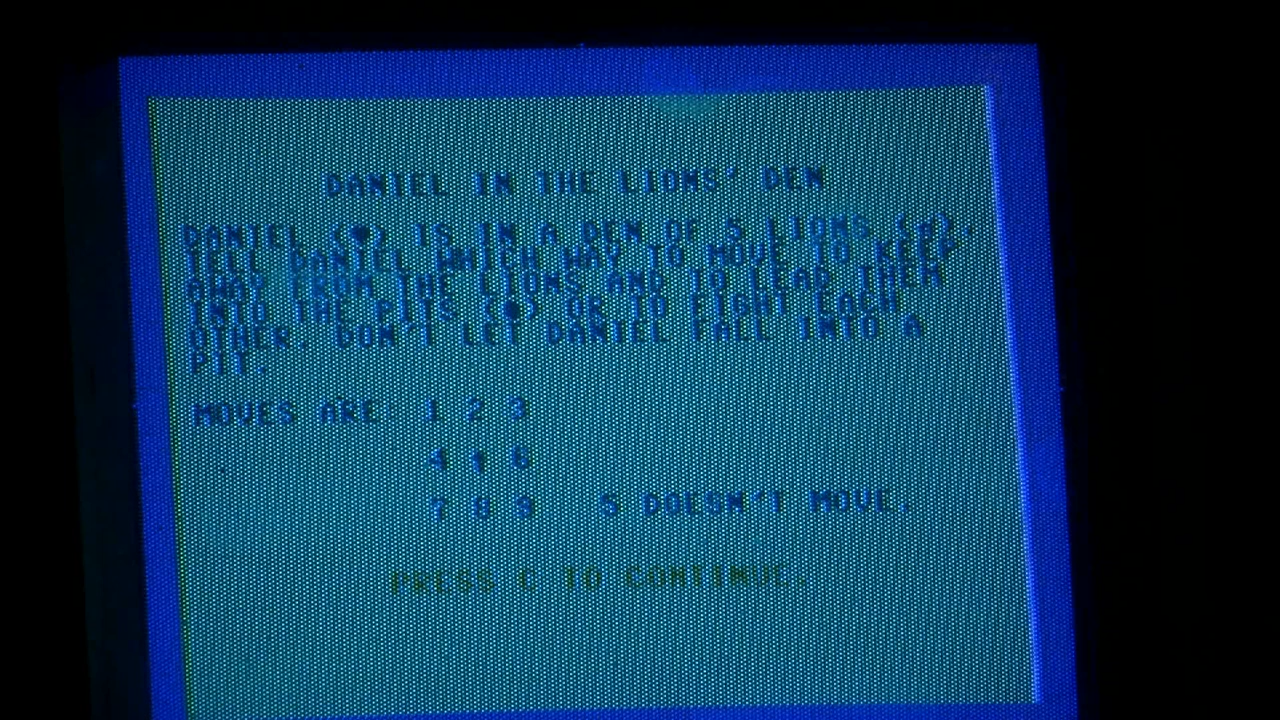 DANIEL IN THE LIONS' DEN
DANIEL (♥) IS IN A DEN OF 5 LIONS (π).
TELL DANIEL WHICH WAY TO MOVE TO KEEP
AWAY FROM THE LIONS AND TO LEAD THEM
INTO THE PITS (●) OR TO FIGHT EACH
OTHER. DON'T LET DANIEL FALL INTO A
PIT.
MOVES ARE: 1 2 3
4 ♥ 6
7 8 9 5 DOESN'T MOVE.
PRESS C TO CONTINUE.